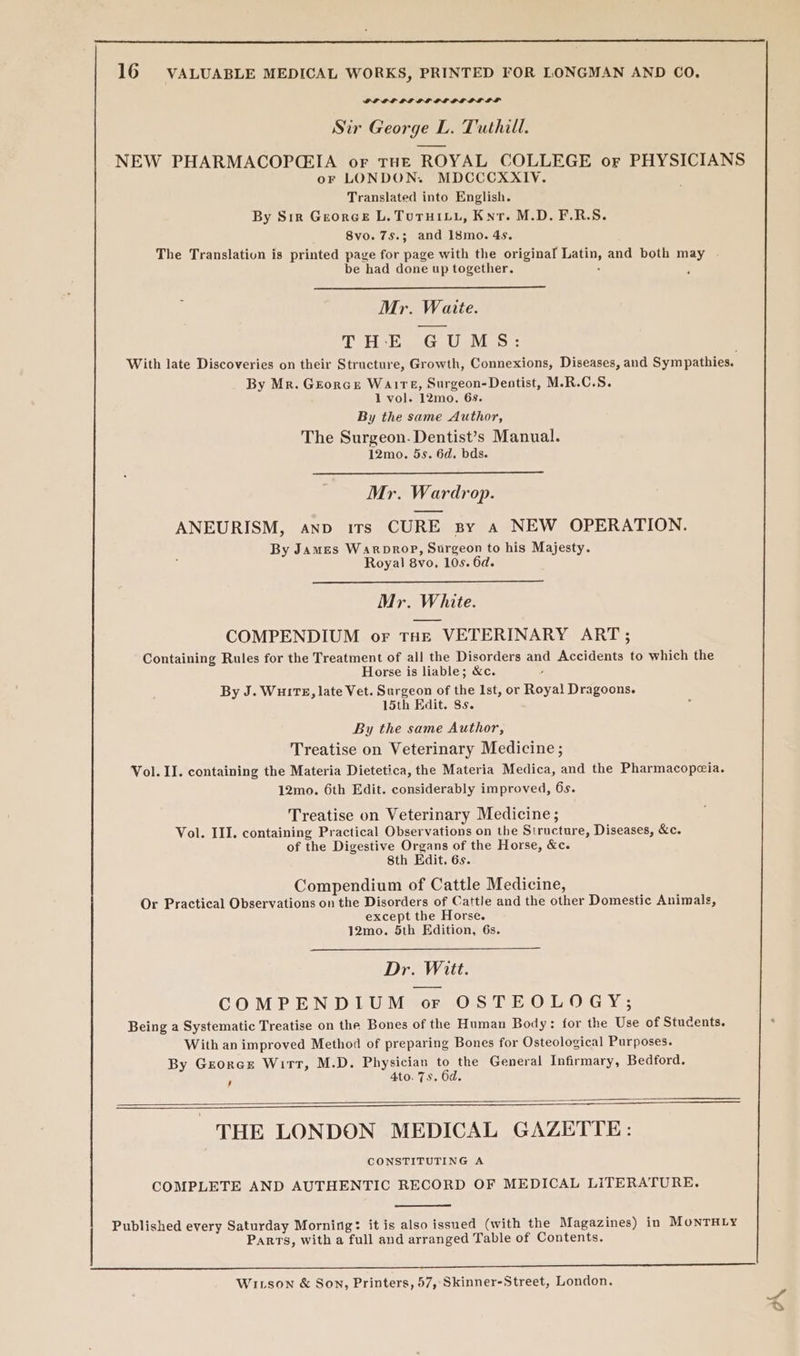 16 VALUABLE MEDICAL WORKS, PRINTED FOR LONGMAN AND CO.
Sir George L. Tuthill.
NEW PHARMACOPŒIA OF THE ROYAL COLLEGE OF PHYSICIANS
OF LONDON. MDCCCXXIV.
Translated into English.
By SIR GEORGE L. TUTHILL, KNT. M.D. F.R.S.
8vo. 7s.; and 18mo. 4s.
The Translation is printed page for page with the original Latin, and both may
be had done up together.
Mr. Waite.
THE GUMS:
With late Discoveries on their Structure, Growth, Connexions, Diseases, and Sympathies.
By MR. GEORGE WAITE, Surgeon-Dentist, M.R.C.S.
1 vol. 12mo. 6s.
By the same Author,
The Surgeon-Dentist's Manual.
12mo. 5s. 6d. bds.
Mr. Wardrop.
ANEURISM, AND ITS CURE BY A NEW OPERATION.
By JAMES WARDROP, Surgeon to his Majesty.
Royal 8vo. 10s. 6d.
Mr. White.
COMPENDIUM OF THE VETERINARY ART;
Containing Rules for the Treatment of all the Disorders and Accidents to which the
Horse is liable; &c.
By J. WHITE, late Vet. Surgeon of the 1st, or Royal Dragoons.
15th Edit. 8s.
By the same Author,
Treatise on Veterinary Medicine;
Vol. II. containing the Materia Dietetica, the Materia Medica, and the Pharmacopœia.
12mo. 6th Edit. considerably improved, 6s.
Treatise on Veterinary Medicine;
Vol. III. containing Practical Observations on the Structure, Diseases, &c.
of the Digestive Organs of the Horse, &c.
8th Edit. 6s.
Compendium of Cattle Medicine,
Or Practical Observations on the Disorders of Cattle and the other Domestic Animals,
except the Horse.
12mo. 5th Edition, 6s.
Dr. Witt.
COMPENDIUM OF OSTEOLOGY;
Being a Systematic Treatise on the Bones of the Human Body: for the Use of Students.
With an improved Method of preparing Bones for Osteological Purposes.
By GEORGE WITT, M.D. Physician to the General Infirmary, Bedford.
4to. 7s. 6d.
THE LONDON MEDICAL GAZETTE:
CONSTITUTING A
COMPLETE AND AUTHENTIC RECORD OF MEDICAL LITERATURE.
Published every Saturday Morning: it is also issued (with the Magazines) in MONTHLY
PARTS, with a full and arranged Table of Contents.
WILSON & SON, Printers, 57, Skinner-Street, London.